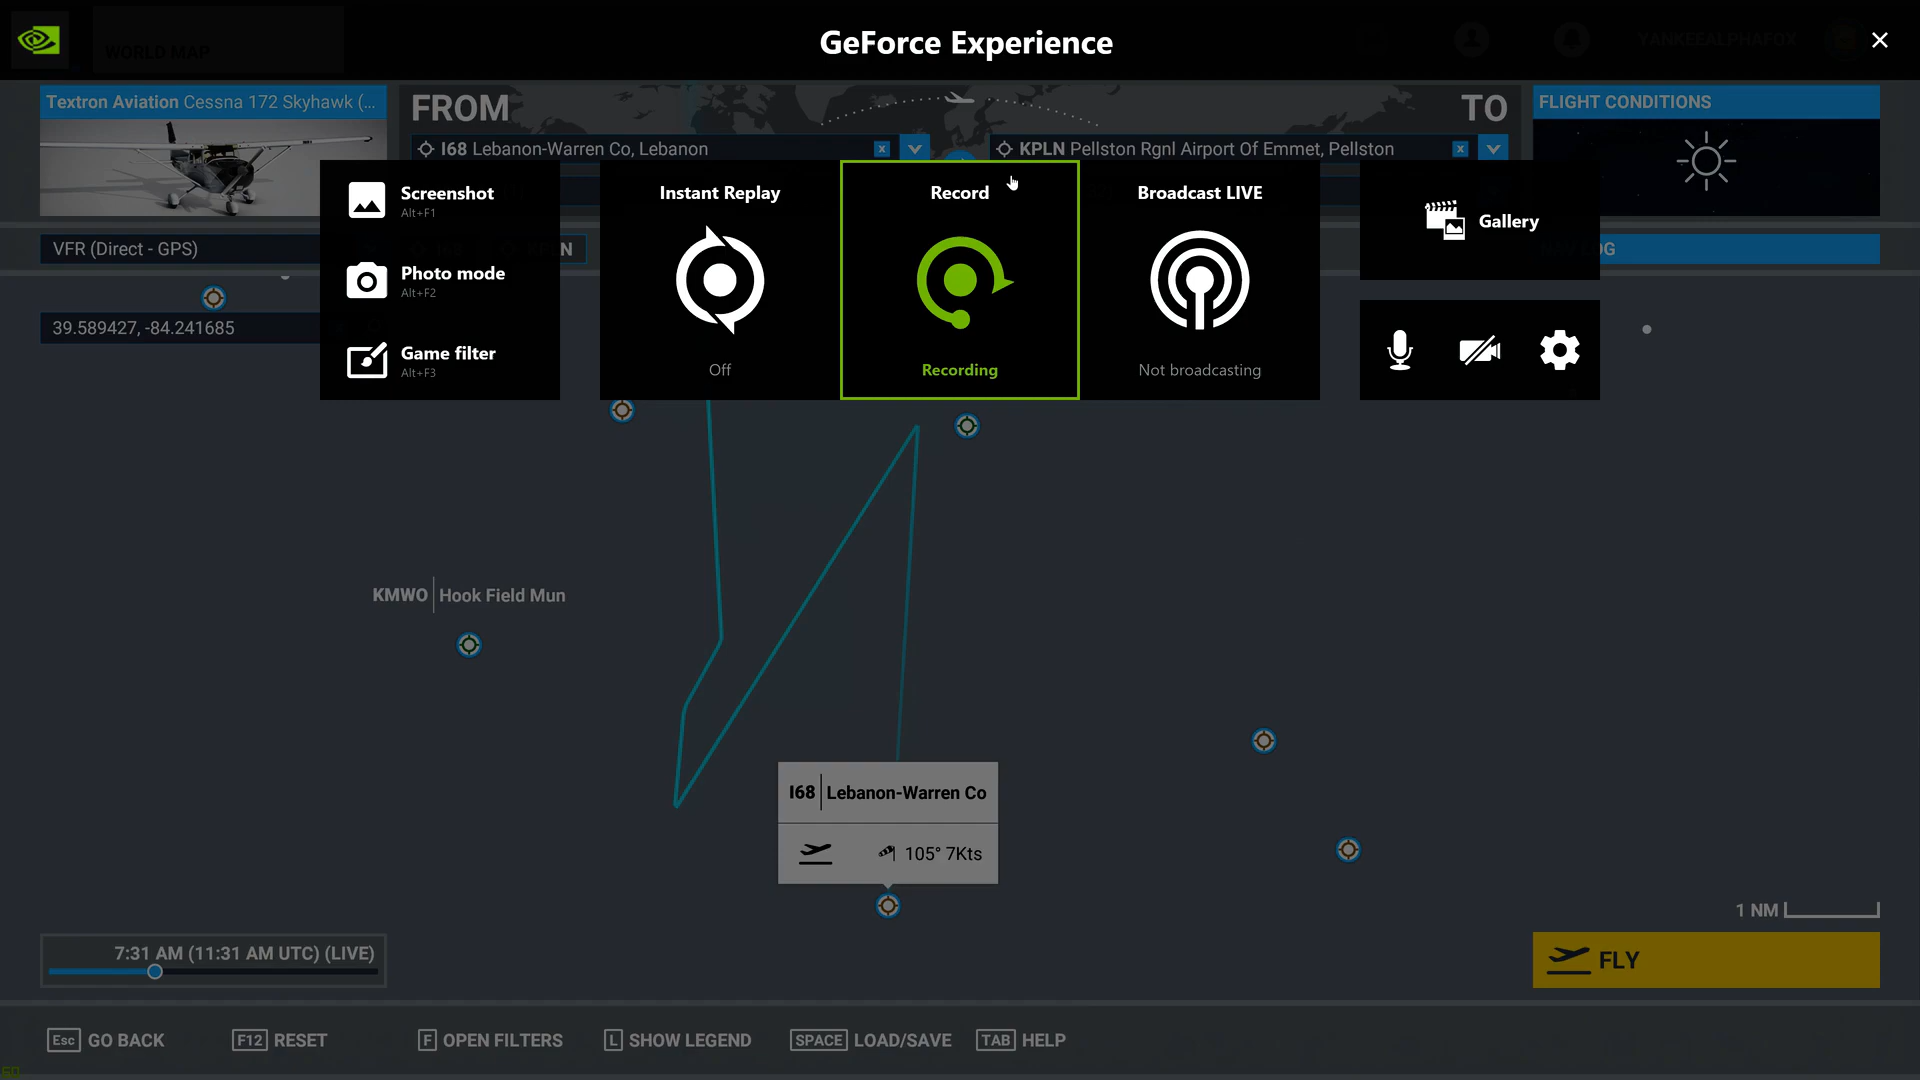 GeForce Experience
WORLD MAP
YANKEEALPHAFOX
Textron Aviation Cessna 172 Skyhawk (...
FROM
TO
FLIGHT CONDITIONS
I68 Lebanon-Warren Co, Lebanon
KPLN Pellston Rgnl Airport Of Emmet, Pellston
Screenshot
Alt+F1
Photo mode
Alt+F2
Game filter
Alt+F3
Instant Replay
Off
Record
Recording
Broadcast LIVE
Not broadcasting
Gallery
VFR (Direct - GPS)
39.589427, -84.241685
KMWO Hook Field Mun
I68 Lebanon-Warren Co
105° 7Kts
1 NM
7:31 AM (11:31 AM UTC) (LIVE)
FLY
Esc GO BACK
F12 RESET
F OPEN FILTERS
L SHOW LEGEND
SPACE LOAD/SAVE
TAB HELP